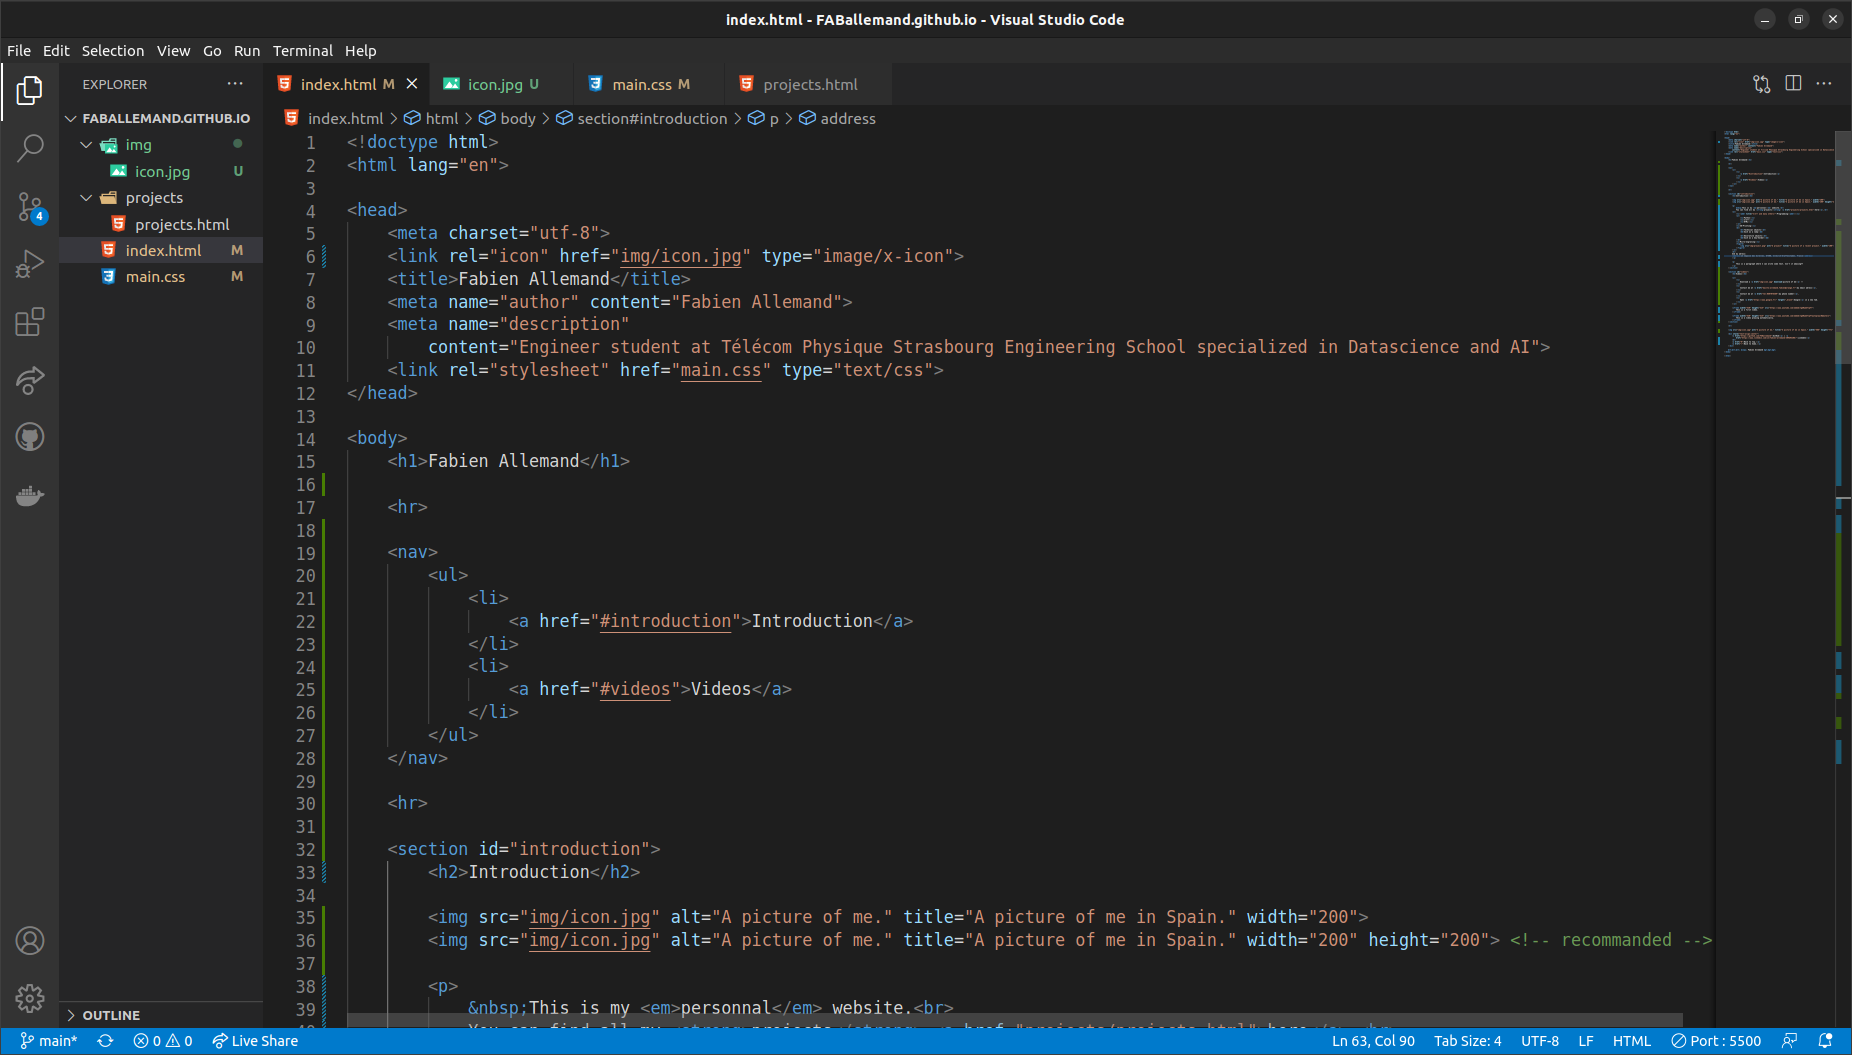 index.html - FABallemand.github.io - Visual Studio Code
File Edit Selection View Go Run Terminal Help
EXPLORER
FABALLEMAND.GITHUB.IO
img
icon.jpg U
projects
projects.html
index.html M
main.css M
OUTLINE
4
index.html M
icon.jpg U
main.css M
projects.html
index.html > html > body > section#introduction > p > address
1 <!doctype html>
2 <html lang="en">
3
4 <head>
5 <meta charset="utf-8">
6 <link rel="icon" href="img/icon.jpg" type="image/x-icon">
7 <title>Fabien Allemand</title>
8 <meta name="author" content="Fabien Allemand">
9 <meta name="description"
10 content="Engineer student at Télécom Physique Strasbourg Engineering School specialized in Datascience and AI">
11 <link rel="stylesheet" href="main.css" type="text/css">
12 </head>
13
14 <body>
15 <h1>Fabien Allemand</h1>
16
17 <hr>
18
19 <nav>
20 <ul>
21 <li>
22 <a href="#introduction">Introduction</a>
23 </li>
24 <li>
25 <a href="#videos">Videos</a>
26 </li>
27 </ul>
28 </nav>
29
30 <hr>
31
32 <section id="introduction">
33 <h2>Introduction</h2>
34
35 <img src="img/icon.jpg" alt="A picture of me." title="A picture of me in Spain." width="200">
36 <img src="img/icon.jpg" alt="A picture of me." title="A picture of me in Spain." width="200" height="200"> <!-- recommanded -->
37
38 <p>
39 &nbsp;This is my <em>personnal</em> website.<br>
main* 0 0 Live Share
Ln 63, Col 90 Tab Size: 4 UTF-8 LF HTML Port : 5500